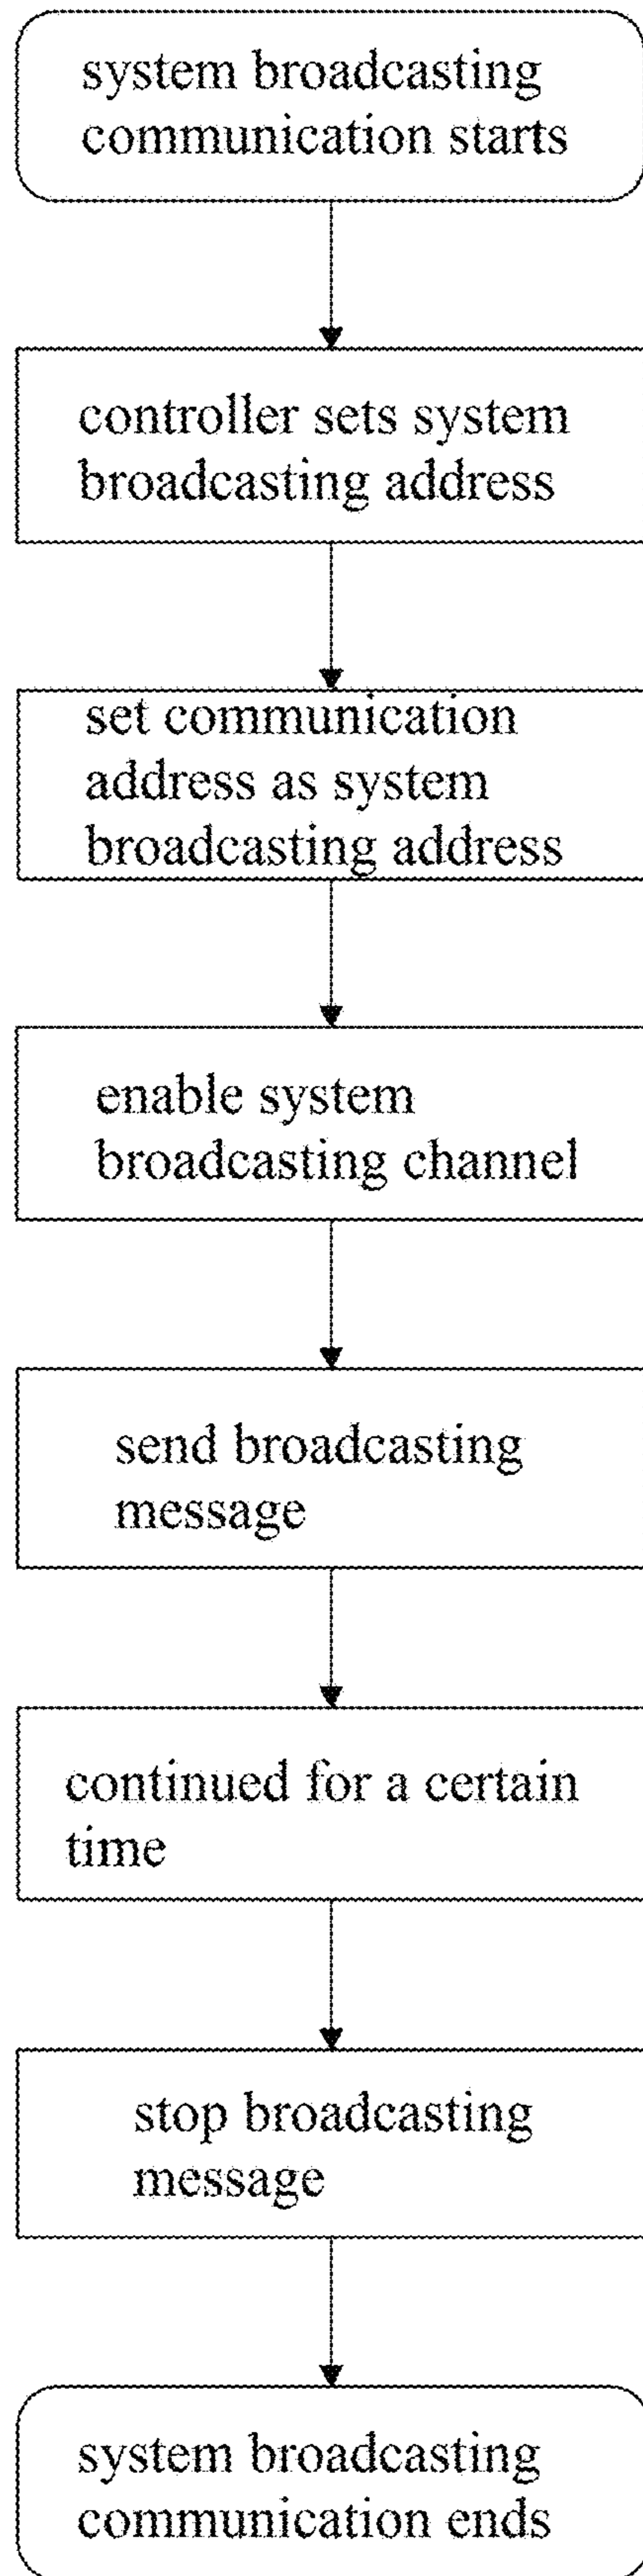 system broadcasting
communication starts
controller sets system
broadcasting address
set communication
address as system
broadcasting address
enable system
broadcasting channel
send broadcasting
message
continued for a certain
time
stop broadcasting
message
system broadcasting
communication ends